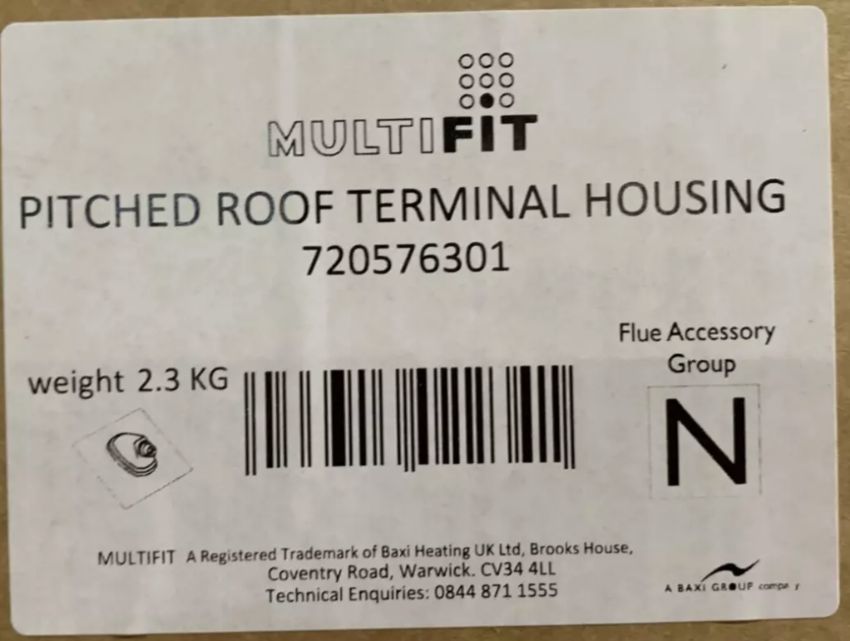 MULTIFIT
PITCHED ROOF TERMINAL HOUSING
720576301
Flue Accessory
Group
weight 2.3 KG
N
MULTIFIT A Registered Trademark of Baxi Heating UK Ltd, Brooks House,
Coventry Road, Warwick. CV34 4LL
Technical Enquiries: 0844 871 1555
A BAXI GROUP